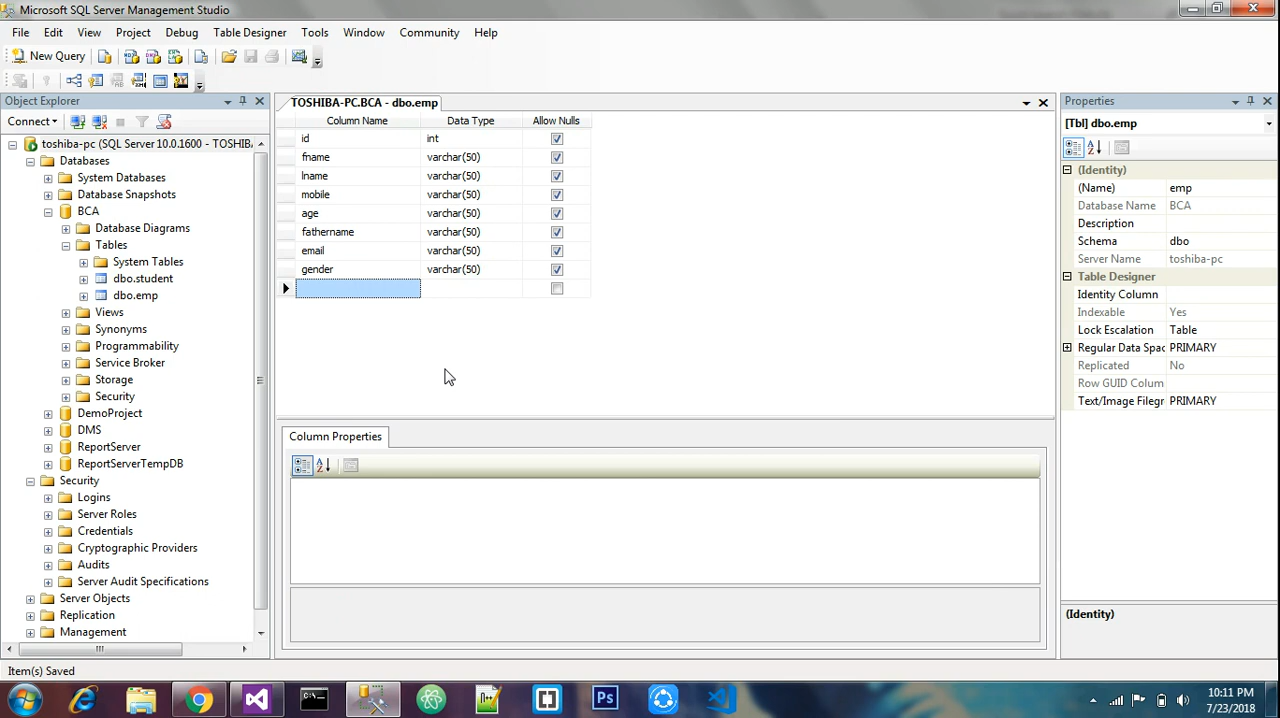 Microsoft SQL Server Management Studio
File Edit View Project Debug Table Designer Tools Window Community Help
New Query
Object Explorer
Connect
toshiba-pc (SQL Server 10.0.1600 - TOSHIB
Databases
System Databases
Database Snapshots
BCA
Database Diagrams
Tables
System Tables
dbo.student
dbo.emp
Views
Synonyms
Programmability
Service Broker
Storage
Security
DemoProject
DMS
ReportServer
ReportServerTempDB
Security
Logins
Server Roles
Credentials
Cryptographic Providers
Audits
Server Audit Specifications
Server Objects
Replication
Management
TOSHIBA-PC.BCA - dbo.emp
Column Name Data Type Allow Nulls
id int
fname varchar(50)
lname varchar(50)
mobile varchar(50)
age varchar(50)
fathername varchar(50)
email varchar(50)
gender varchar(50)
Column Properties
Properties
[Tbl] dbo.emp
(Identity)
(Name) emp
Database Name BCA
Description
Schema dbo
Server Name toshiba-pc
Table Designer
Identity Column
Indexable Yes
Lock Escalation Table
Regular Data Spac PRIMARY
Replicated No
Row GUID Colum
Text/Image Filegr PRIMARY
(Identity)
Item(s) Saved
Ps
10:11 PM
7/23/2018